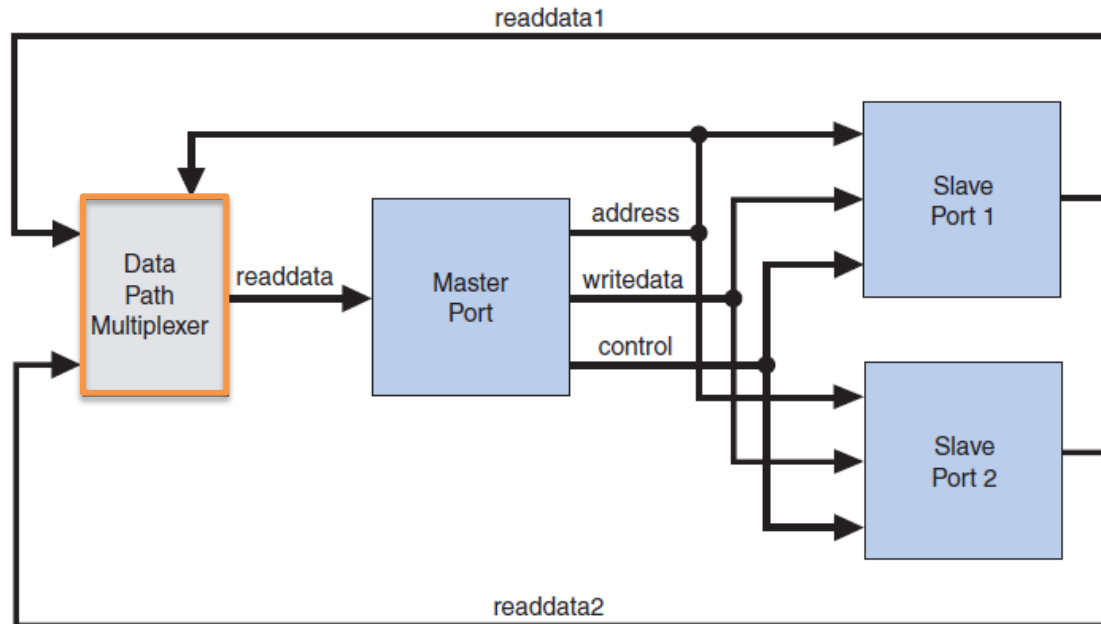 readdata1
Data
Path
Multiplexer
readdata
Master
Port
address
writedata
control
Slave
Port 1
Slave
Port 2
readdata2